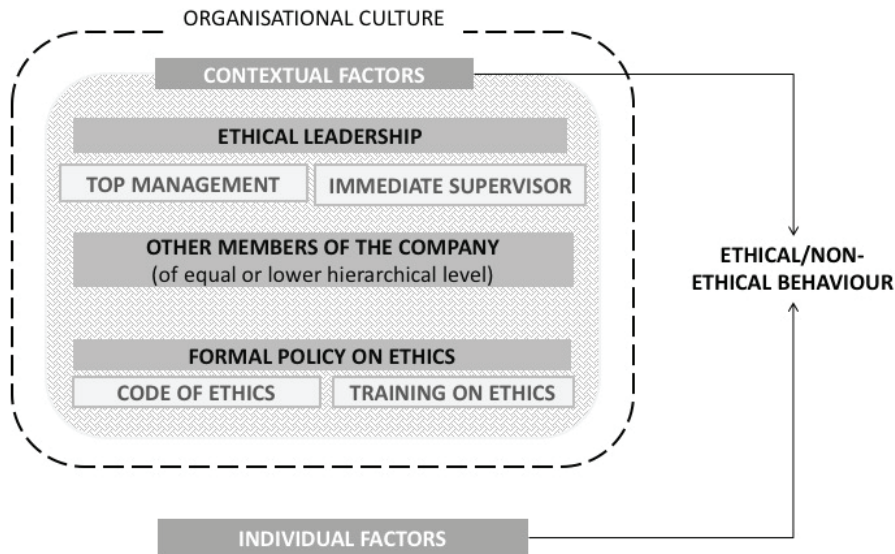 ORGANISATIONAL CULTURE
CONTEXTUAL FACTORS
ETHICAL LEADERSHIP
TOP MANAGEMENT
IMMEDIATE SUPERVISOR
OTHER MEMBERS OF THE COMPANY
(of equal or lower hierarchical level)
FORMAL POLICY ON ETHICS
CODE OF ETHICS
TRAINING ON ETHICS
ETHICAL/NON-
ETHICAL BEHAVIOUR
INDIVIDUAL FACTORS